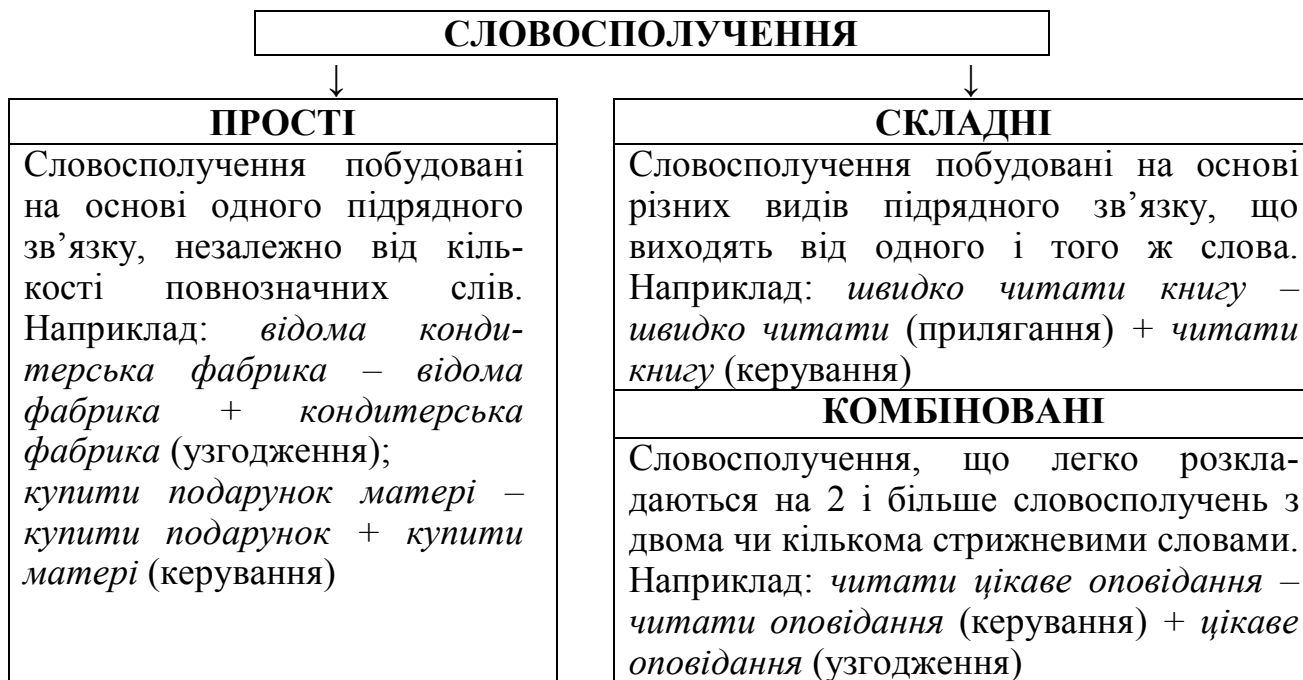 СЛОВОСПОЛУЧЕННЯ
↓ ↓
ПРОСТІ
Словосполучення побудовані
на основі одного підрядного
зв’язку, незалежно від кіль-
кості повнозначних слів.
Наприклад: відома конди-
терська фабрика – відома
фабрика + кондитерська
фабрика (узгодження);
купити подарунок матері –
купити подарунок + купити
матері (керування)
СКЛАДНІ
Словосполучення побудовані на основі
різних видів підрядного зв’язку, що
виходять від одного і того ж слова.
Наприклад: швидко читати книгу –
швидко читати (прилягання) + читати
книгу (керування)
КОМБІНОВАНІ
Словосполучення, що легко розкла-
даються на 2 і більше словосполучень з
двома чи кількома стрижневими словами.
Наприклад: читати цікаве оповідання –
читати оповідання (керування) + цікаве
оповідання (узгодження)